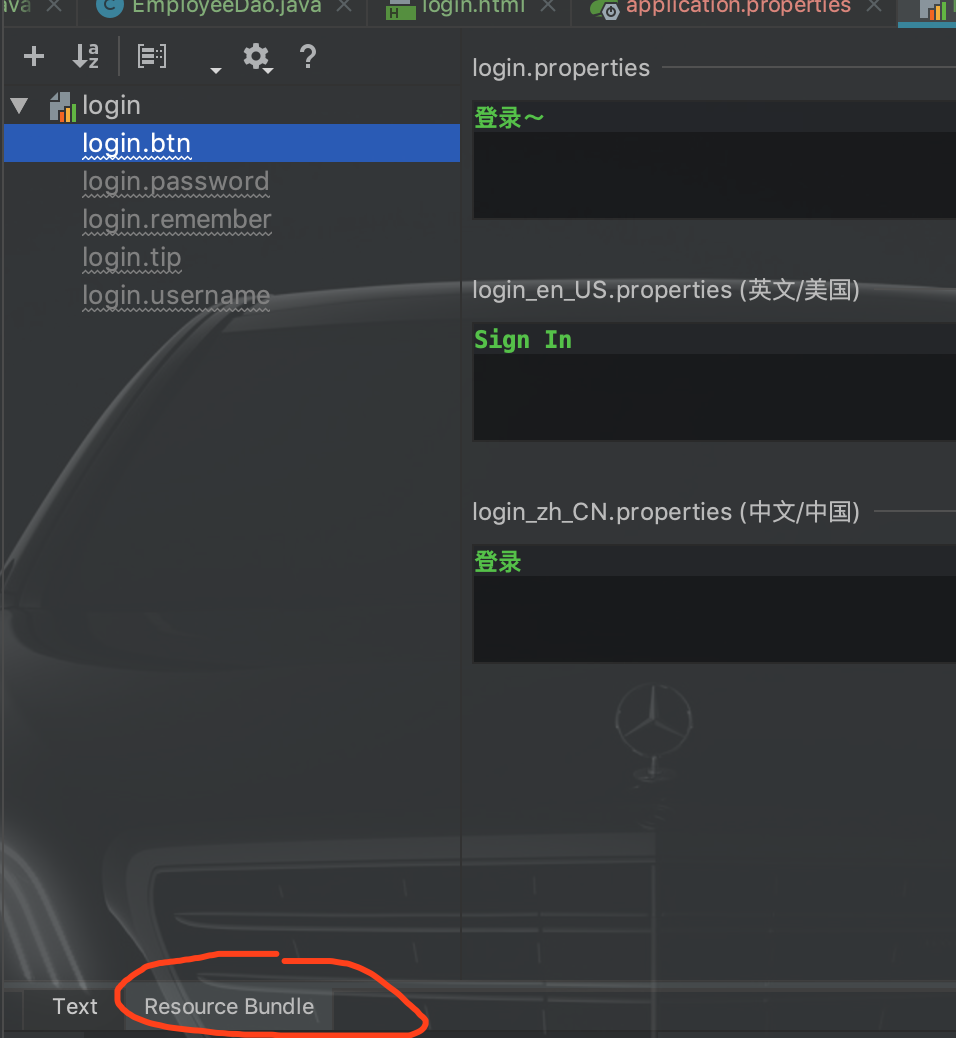 EmployeeDao.java
login.html
application.properties
?
login
login.btn
login.password
login.remember
login.tip
login.username
login.properties
登录～
login_en_US.properties (英文/美国)
Sign In
login_zh_CN.properties (中文/中国)
登录
Text
Resource Bundle